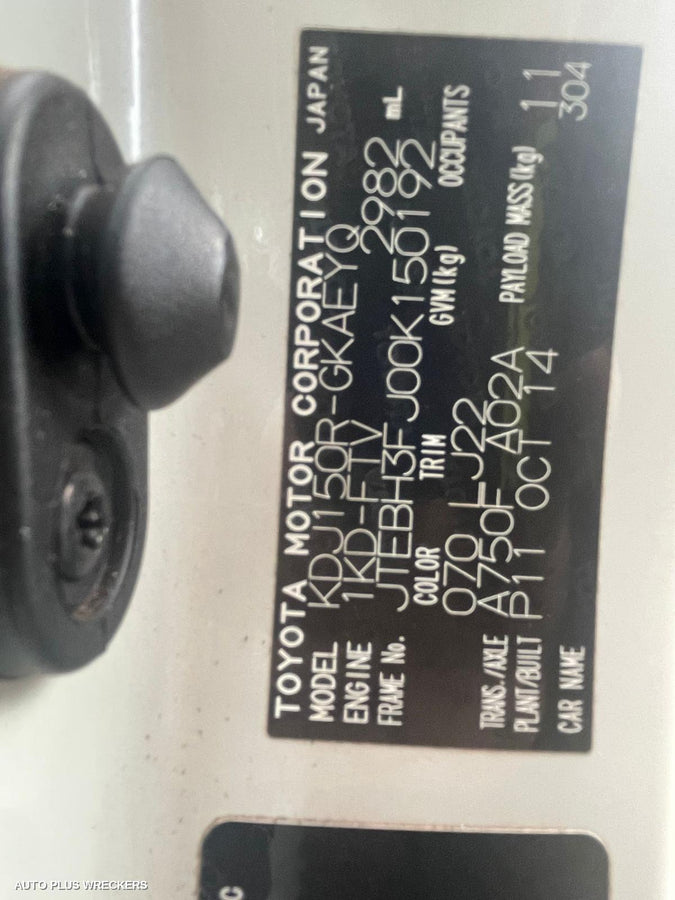 TOYOTA MOTOR CORPORATION JAPAN
MODEL KDJ150R-GKAEYQ
ENGINE 1KD-FTV 2982 mL
FRAME No. JTEBH3FJ00K150192
COLOR TRIM GVM(kg) OCCUPANTS
070 LJ22
TRANS./AXLE A750F A02A PAYLOAD MASS(kg)
PLANT/BUILT P11 OCT 14 11
CAR NAME 304
C
AUTO PLUS WRECKERS